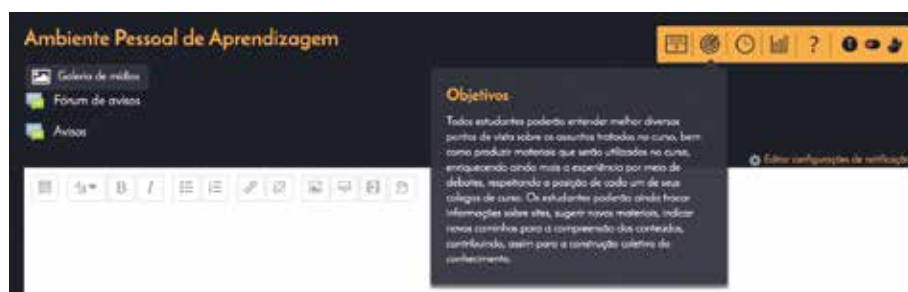 Ambiente Pessoal de Aprendizagem
?
Galeria de mídias
Fórum de avisos
Avisos
Objetivos
Todos estudantes poderão entender melhor diversos
pontos de vista sobre os assuntos tratados no curso, bem
como produzir materiais que serão utilizados no curso,
enriquecendo ainda mais a experiência por meio de
debates, respeitando a posição de cada um de seus
colegas de curso. Os estudantes poderão ainda trocar
informações sobre sites, sugerir novos materiais, indicar
novos caminhos para a compreensão dos conteúdos,
contribuindo, assim para a construção coletiva do
conhecimento.
Editar configurações de notificação
B I